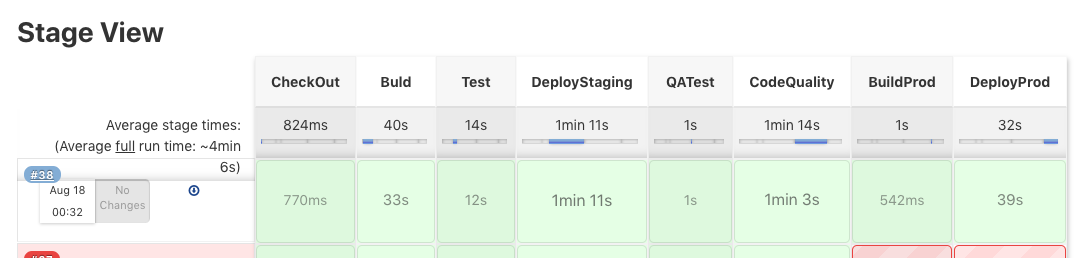 Stage View
CheckOut Buld Test DeployStaging QATest CodeQuality BuildProd DeployProd
Average stage times: 824ms 40s 14s 1min 11s 1s 1min 14s 1s 32s
(Average full run time: ~4min
6s)
#38
Aug 18 No
Changes
00:32
770ms 33s 12s 1min 11s 1s 1min 3s 542ms 39s